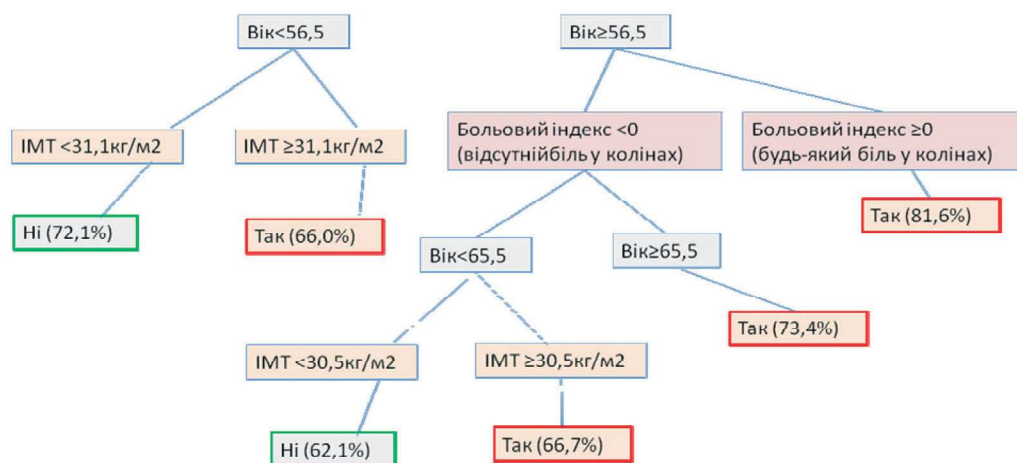 Вік<56,5
Вік≥56,5
ІМТ <31,1кг/м2
ІМТ ≥31,1кг/м2
Больовий індекс <0
(відсутнійбіль у колінах)
Больовий індекс ≥0
(будь-який біль у колінах)
Ні (72,1%)
Так (66,0%)
Так (81,6%)
Вік<65,5
Вік≥65,5
Так (73,4%)
ІМТ <30,5кг/м2
ІМТ ≥30,5кг/м2
Ні (62,1%)
Так (66,7%)